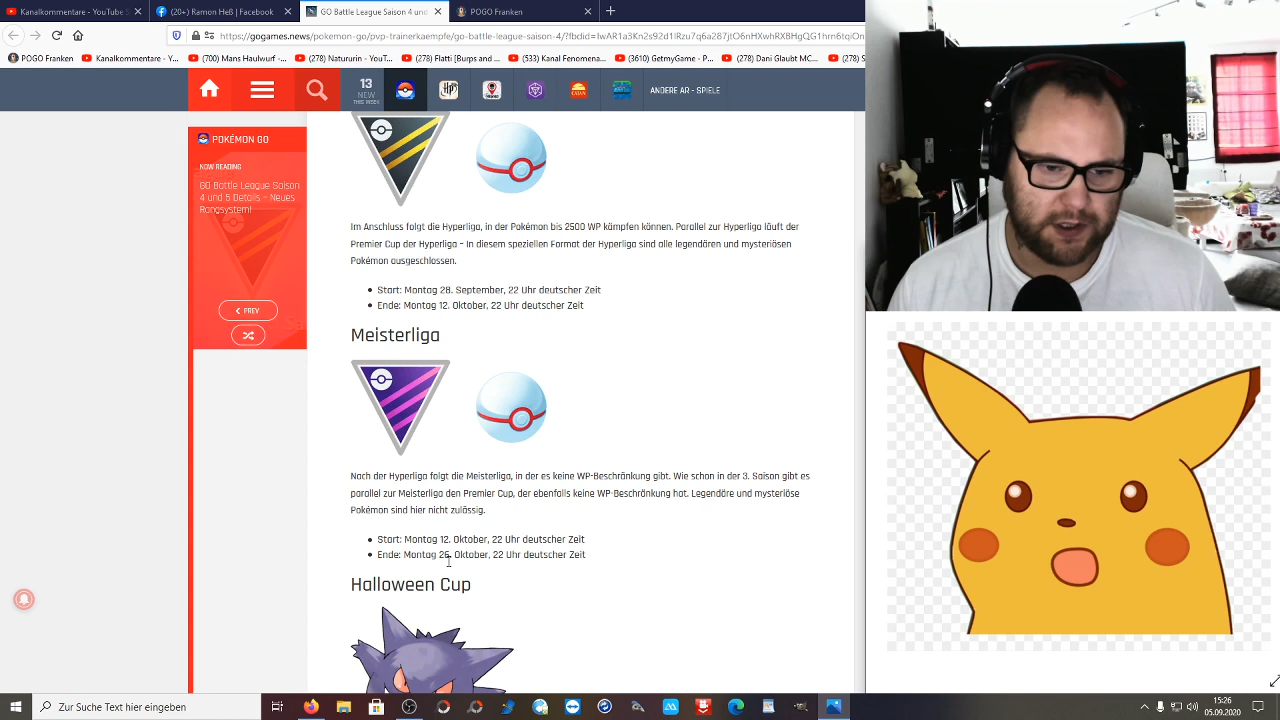 Kanalkommentare - YouTube
(20+) Ramon Heß | Facebook
GO Battle League Saison 4 und
POGO Franken
https://gogames.news/pokemon-go/pvp-trainerkaempfe/go-battle-league-saison-4/?fbclid=
POGO Franken
Kanalkommentare - Y...
(700) Mans Haulwurf - ...
(278) Naturuin - YouT...
(278) Flatti [Burps and ...
(533) Kanal Fenomena...
(3610) GetmyGame - P...
(278) Dani Glaubt MC...
13
NEW
THIS WEEK
ANDERE AR - SPIELE
POKÉMON GO
NOW READING
GO Battle League Saison
4 und 5 Details – Neues
Rangsystem!
PREV
Im Anschluss folgt die Hyperliga, in der Pokémon bis 2500 WP kämpfen können. Parallel zur Hyperliga läuft der
Premier Cup der Hyperliga – In diesem speziellen Format der Hyperliga sind alle legendären und mysteriösen
Pokémon ausgeschlossen.
Start: Montag 28. September, 22 Uhr deutscher Zeit
Ende: Montag 12. Oktober, 22 Uhr deutscher Zeit
Meisterliga
Nach der Hyperliga folgt die Meisterliga, in der es keine WP-Beschränkung gibt. Wie schon in der 3. Saison gibt es
parallel zur Meisterliga den Premier Cup, der ebenfalls keine WP-Beschränkung hat. Legendäre und mysteriöse
Pokémon sind hier nicht zulässig.
Start: Montag 12. Oktober, 22 Uhr deutscher Zeit
Ende: Montag 26. Oktober, 22 Uhr deutscher Zeit
Halloween Cup
Zur Suche Text hier eingeben
15:26
05.09.2020